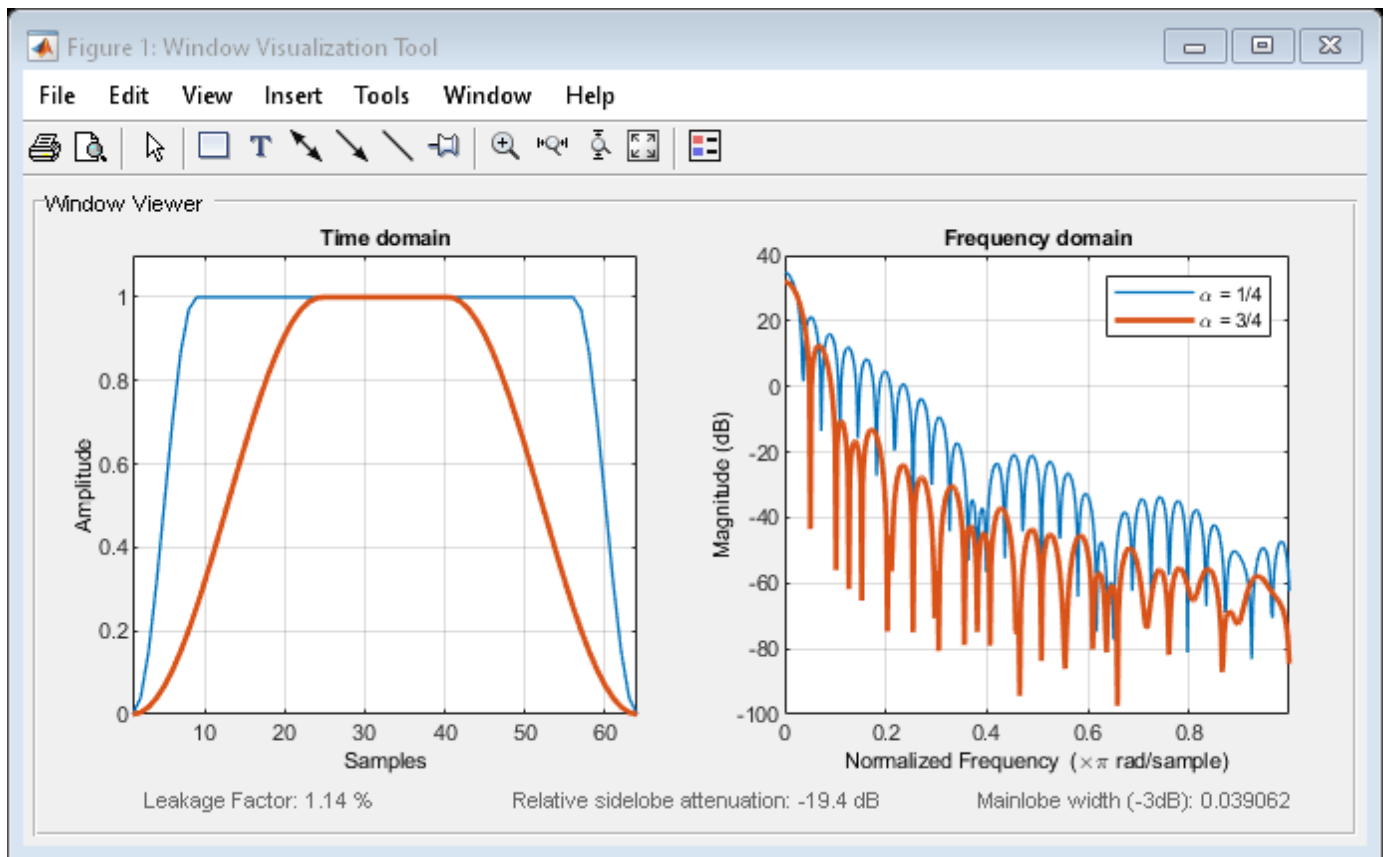 Figure 1: Window Visualization Tool
File Edit View Insert Tools Window Help
T
Window Viewer
Time domain
Amplitude
1
0.8
0.6
0.4
0.2
0
10 20 30 40 50 60
Samples
Frequency domain
Magnitude (dB)
40
20
0
-20
-40
-60
-80
-100
0 0.2 0.4 0.6 0.8
Normalized Frequency (×π rad/sample)
α = 1/4
α = 3/4
Leakage Factor: 1.14 %
Relative sidelobe attenuation: -19.4 dB
Mainlobe width (-3dB): 0.039062